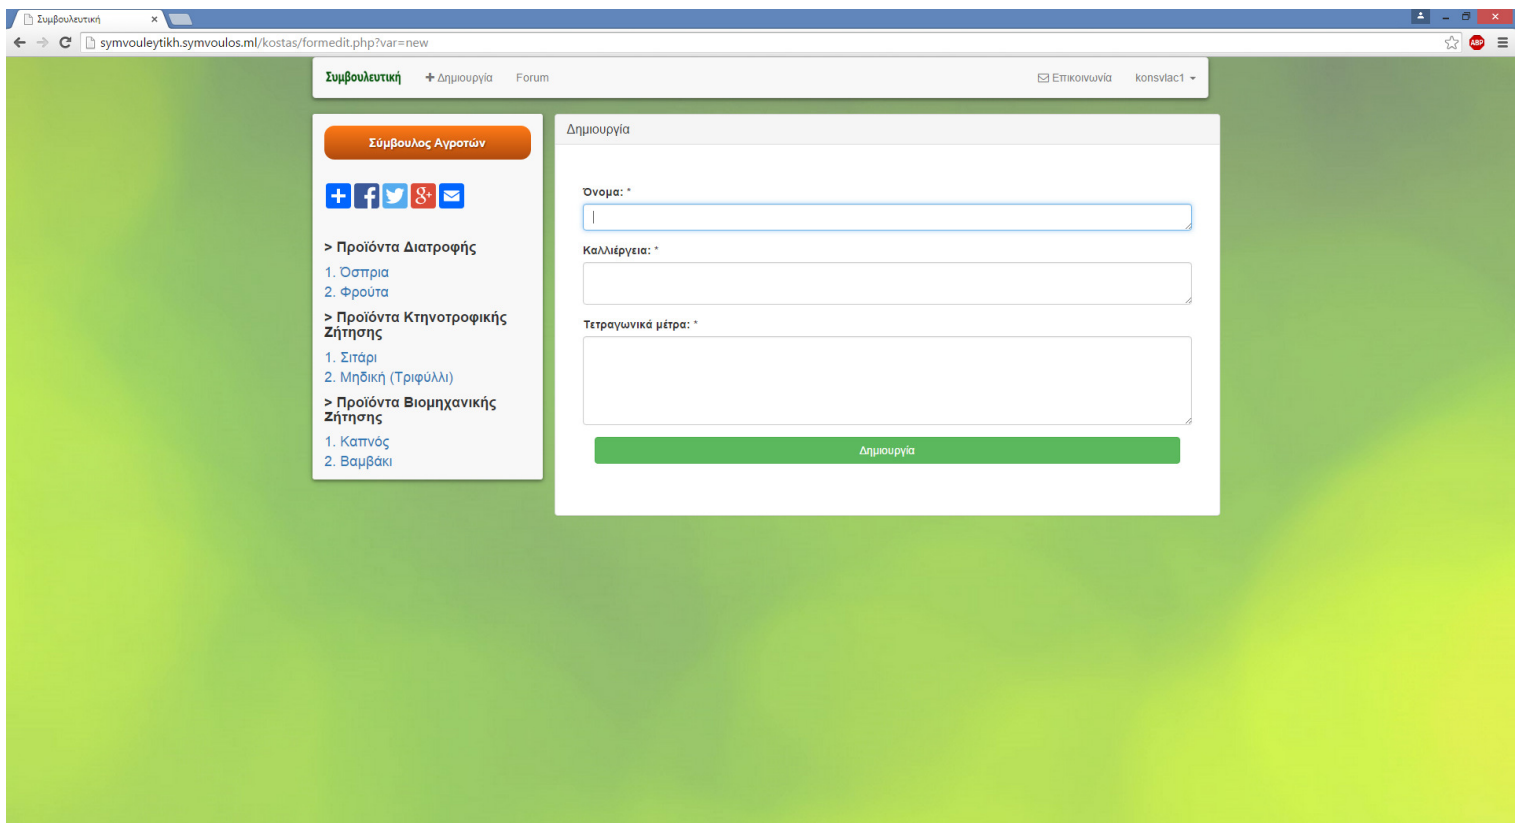 Συμβουλευτική
symvouleytikh.symvoulos.ml/kostas/formedit.php?var=new
ABP
Συμβουλευτική Δημιουργία Forum Επικοινωνία konsvlac1
Σύμβουλος Αγροτών
> Προϊόντα Διατροφής
1. Όσπρια
2. Φρούτα
> Προϊόντα Κτηνοτροφικής
Ζήτησης
1. Σιτάρι
2. Μηδική (Τριφύλλι)
> Προϊόντα Βιομηχανικής
Ζήτησης
1. Καπνός
2. Βαμβάκι
Δημιουργία
Όνομα: *
Καλλιέργεια: *
Τετραγωνικά μέτρα: *
Δημιουργία